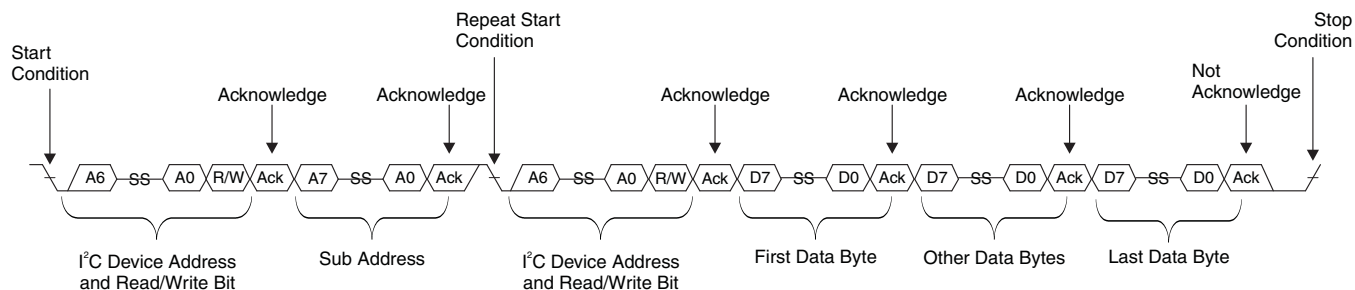 Start
Condition
Repeat Start
Condition
Stop
Condition
Acknowledge
Acknowledge
Acknowledge
Acknowledge
Acknowledge
Not
Acknowledge
A6 SS A0 R/W Ack A7 SS A0 Ack A6 SS A0 R/W Ack D7 SS D0 Ack D7 SS D0 Ack D7 SS D0 Ack
I²C Device Address
and Read/Write Bit
Sub Address
I²C Device Address
and Read/Write Bit
First Data Byte
Other Data Bytes
Last Data Byte